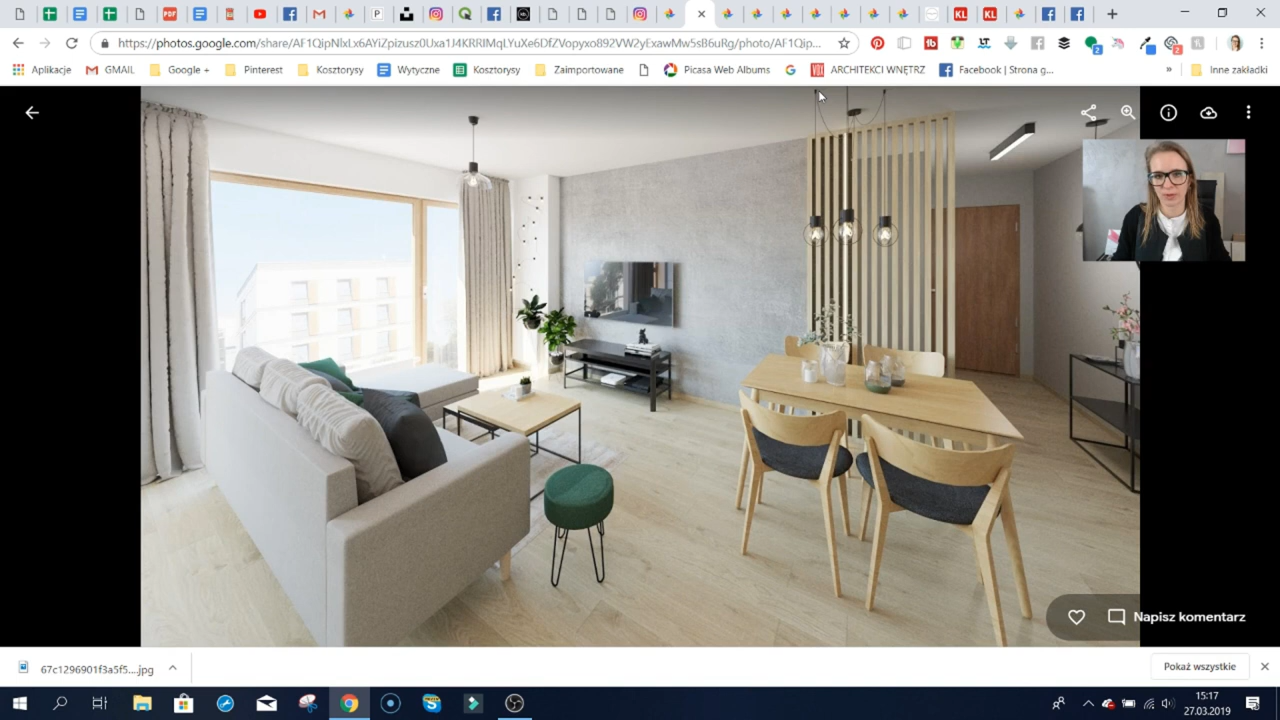 https://photos.google.com/share/AF1QipNlxLx6AYiZpizusz0Uxa1J4KRRIMqLYuXe6DfZVopyxo892VW2yExawMw5sB6uRg/photo/AF1Qip...
Aplikacje
GMAIL
Google +
Pinterest
Kosztorysy
Wytyczne
Kosztorysy
Zaimportowane
Picasa Web Albums
ARCHITEKCI WNĘTRZ
Facebook | Strona g...
»
Inne zakładki
Napisz komentarz
67c1296901f3a5f5....jpg
Pokaż wszystkie
15:17
27.03.2019